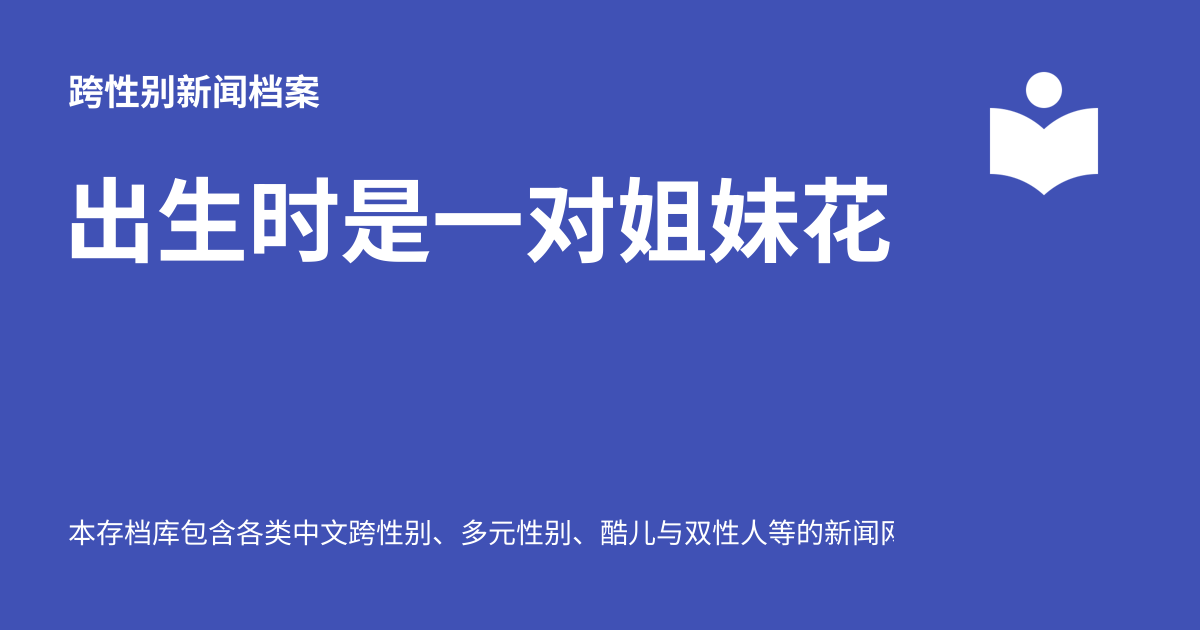 跨性别新闻档案
出生时是一对姐妹花
本存档库包含各类中文跨性别、多元性别、酷儿与双性人等的新闻